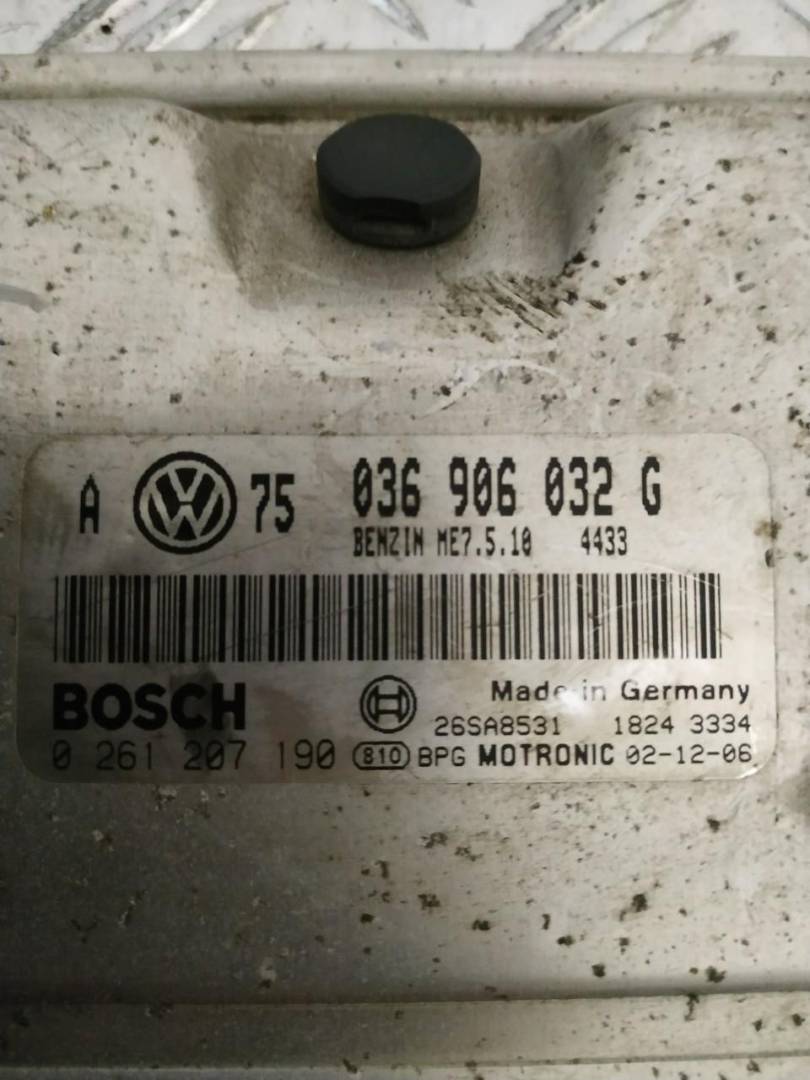 A VW 75 036 906 032 G
BENZIN ME7.5.10 4433
BOSCH Made in Germany
26SA8531 1824 3334
0 261 207 190 810 BPG MOTRONIC 02-12-06